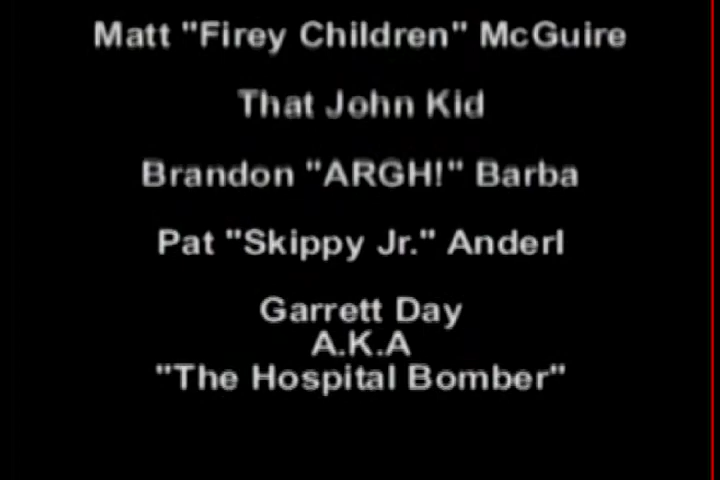 Matt "Firey Children" McGuire
That John Kid
Brandon "ARGH!" Barba
Pat "Skippy Jr." Anderl
Garrett Day
A.K.A
"The Hospital Bomber"